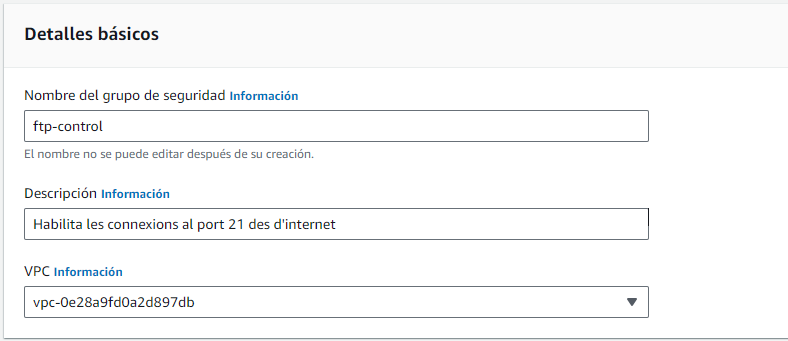 Detalles básicos
Nombre del grupo de seguridad Información
ftp-control
El nombre no se puede editar después de su creación.
Descripción Información
Habilita les connexions al port 21 des d'internet
VPC Información
vpc-0e28a9fd0a2d897db